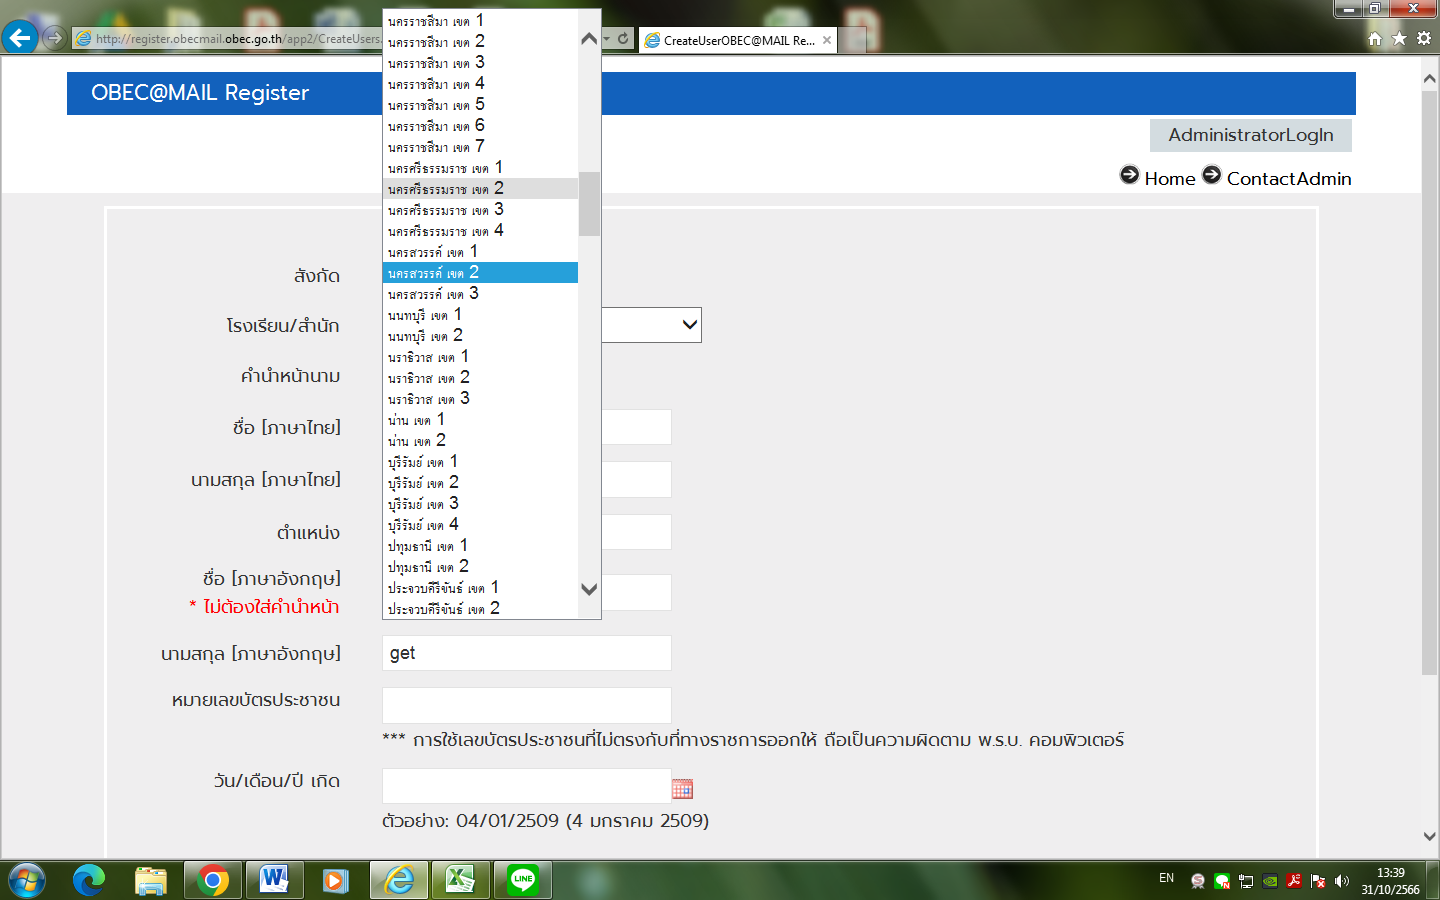 http://register.obecmail.obec.go.th/app2/CreateUsers.
CreateUserOBEC@MAIL Re...
OBEC@MAIL Register
AdministratorLogIn
Home ContactAdmin
นครราชสีมา เขต 1
นครราชสีมา เขต 2
นครราชสีมา เขต 3
นครราชสีมา เขต 4
นครราชสีมา เขต 5
นครราชสีมา เขต 6
นครราชสีมา เขต 7
นครศรีธรรมราช เขต 1
นครศรีธรรมราช เขต 2
นครศรีธรรมราช เขต 3
นครศรีธรรมราช เขต 4
นครสวรรค์ เขต 1
นครสวรรค์ เขต 2
นครสวรรค์ เขต 3
นนทบุรี เขต 1
นนทบุรี เขต 2
นราธิวาส เขต 1
นราธิวาส เขต 2
นราธิวาส เขต 3
น่าน เขต 1
น่าน เขต 2
บุรีรัมย์ เขต 1
บุรีรัมย์ เขต 2
บุรีรัมย์ เขต 3
บุรีรัมย์ เขต 4
ปทุมธานี เขต 1
ปทุมธานี เขต 2
ประจวบคีรีขันธ์ เขต 1
ประจวบคีรีขันธ์ เขต 2
สังกัด
โรงเรียน/สำนัก
คำนำหน้านาม
ชื่อ [ภาษาไทย]
นามสกุล [ภาษาไทย]
ตำแหน่ง
ชื่อ [ภาษาอังกฤษ]
* ไม่ต้องใส่คำนำหน้า
นามสกุล [ภาษาอังกฤษ] get
หมายเลขบัตรประชาชน
*** การใช้เลขบัตรประชาชนที่ไม่ตรงกับที่ทางราชการออกให้ ถือเป็นความผิดตาม พ.ร.บ. คอมพิวเตอร์
วัน/เดือน/ปี เกิด
ตัวอย่าง: 04/01/2509 (4 มกราคม 2509)
LINE
EN
13:39
31/10/2566